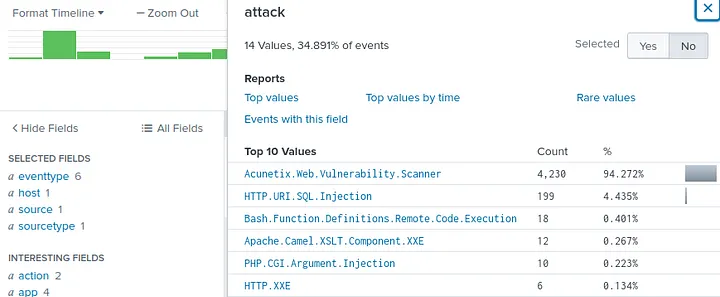 Format Timeline
— Zoom Out
< Hide Fields
All Fields
SELECTED FIELDS
a eventtype 6
a host 1
a source 1
a sourcetype 1
INTERESTING FIELDS
a action 2
a app 4
attack
14 Values, 34.891% of events
Selected Yes No
Reports
Top values Top values by time Rare values
Events with this field
Top 10 Values Count %
Acunetix.Web.Vulnerability.Scanner 4,230 94.272%
HTTP.URI.SQL.Injection 199 4.435%
Bash.Function.Definitions.Remote.Code.Execution 18 0.401%
Apache.Camel.XSLT.Component.XXE 12 0.267%
PHP.CGI.Argument.Injection 10 0.223%
HTTP.XXE 6 0.134%